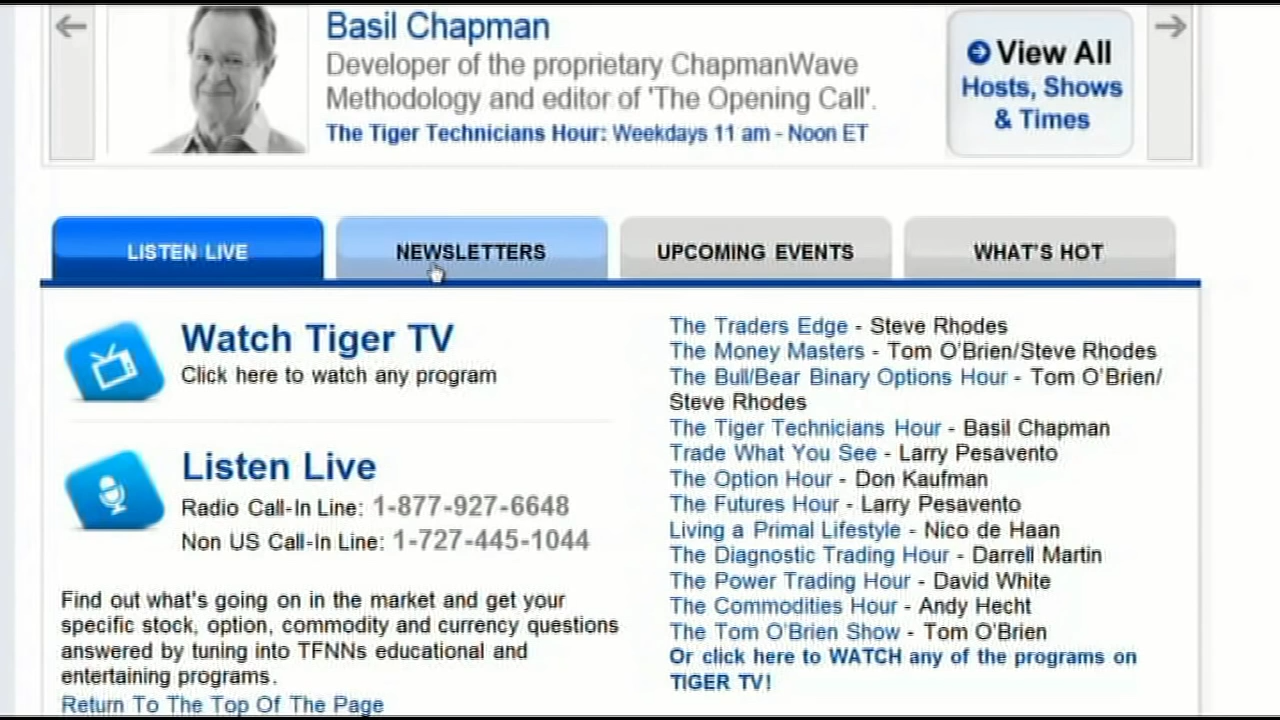 Basil Chapman
Developer of the proprietary ChapmanWave
Methodology and editor of 'The Opening Call'.
The Tiger Technicians Hour: Weekdays 11 am - Noon ET
View All
Hosts, Shows
& Times
LISTEN LIVE
NEWSLETTERS
UPCOMING EVENTS
WHAT'S HOT
Watch Tiger TV
Click here to watch any program
Listen Live
Radio Call-In Line: 1-877-927-6648
Non US Call-In Line: 1-727-445-1044
Find out what's going on in the market and get your
specific stock, option, commodity and currency questions
answered by tuning into TFNNs educational and
entertaining programs.
Return To The Top Of The Page
The Traders Edge - Steve Rhodes
The Money Masters - Tom O'Brien/Steve Rhodes
The Bull/Bear Binary Options Hour - Tom O'Brien/
Steve Rhodes
The Tiger Technicians Hour - Basil Chapman
Trade What You See - Larry Pesavento
The Option Hour - Don Kaufman
The Futures Hour - Larry Pesavento
Living a Primal Lifestyle - Nico de Haan
The Diagnostic Trading Hour - Darrell Martin
The Power Trading Hour - David White
The Commodities Hour - Andy Hecht
The Tom O'Brien Show - Tom O'Brien
Or click here to WATCH any of the programs on
TIGER TV!